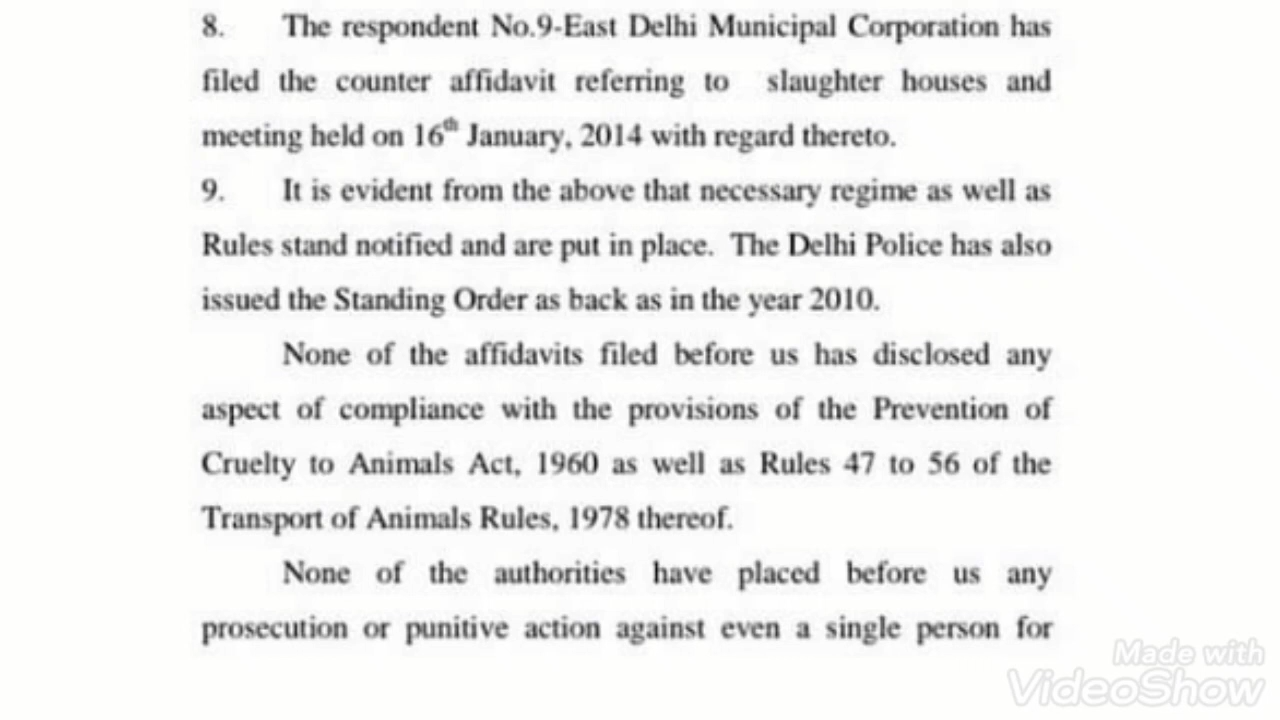 8. The respondent No.9-East Delhi Municipal Corporation has
filed the counter affidavit referring to slaughter houses and
meeting held on 16th January, 2014 with regard thereto.
9. It is evident from the above that necessary regime as well as
Rules stand notified and are put in place. The Delhi Police has also
issued the Standing Order as back as in the year 2010.
None of the affidavits filed before us has disclosed any
aspect of compliance with the provisions of the Prevention of
Cruelty to Animals Act, 1960 as well as Rules 47 to 56 of the
Transport of Animals Rules, 1978 thereof.
None of the authorities have placed before us any
prosecution or punitive action against even a single person for
Made with
VideoShow